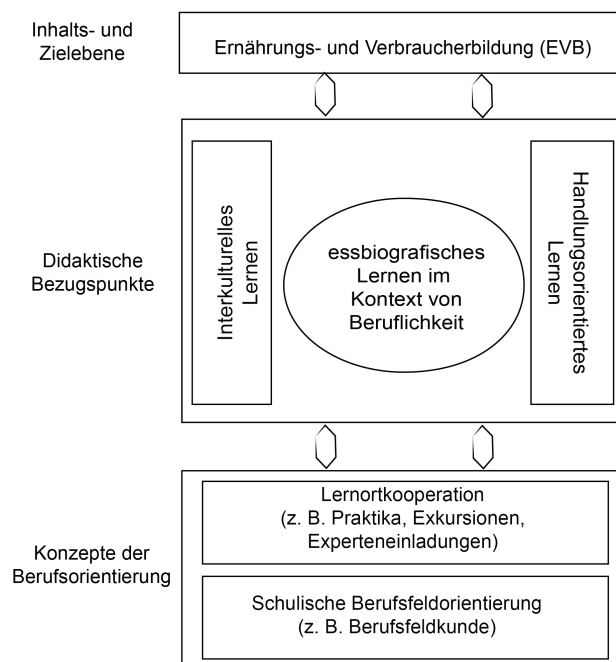 Inhalts- und
Zielebene
Ernährungs- und Verbraucherbildung (EVB)
Didaktische
Bezugspunkte
Interkulturelles
Lernen
essbiografisches
Lernen im
Kontext von
Beruflichkeit
Handlungsorientiertes
Lernen
Konzepte der
Berufsorientierung
Lernortkooperation
(z. B. Praktika, Exkursionen,
Experteneinladungen)
Schulische Berufsfeldorientierung
(z. B. Berufsfeldkunde)